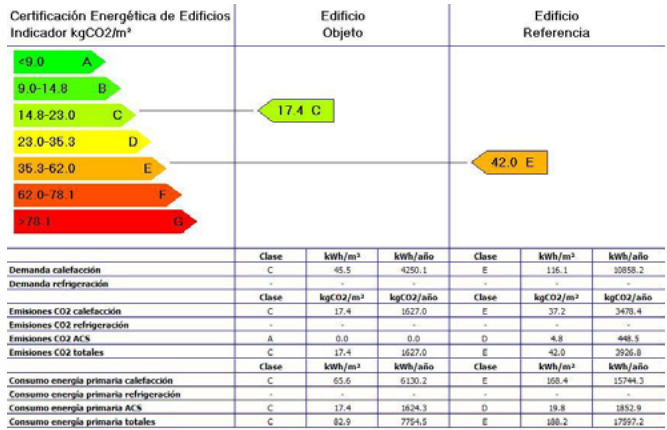 Certificación Energética de Edificios
Indicador kgCO2/m²
Edificio
Objeto
Edificio
Referencia
<9.0 A
9.0-14.8 B
14.8-23.0 C
23.0-35.3 D
35.3-62.0 E
62.0-78.1 F
>78.1 G
17.4 C
42.0 E
Clase kWh/m² kWh/año Clase kWh/m² kWh/año
Demanda calefacción C 45.5 4250.1 E 116.1 10858.2
Demanda refrigeración - - - - - -
Clase kgCO2/m² kgCO2/año Clase kgCO2/m² kgCO2/año
Emisiones CO2 calefacción C 17.4 1627.0 E 37.2 3478.4
Emisiones CO2 refrigeración - - - - - -
Emisiones CO2 ACS A 0.0 0.0 D 4.8 448.5
Emisiones CO2 totales C 17.4 1627.0 E 42.0 3926.8
Clase kWh/m² kWh/año Clase kWh/m² kWh/año
Consumo energía primaria calefacción C 65.6 6130.2 E 168.4 15744.3
Consumo energía primaria refrigeración - - - - - -
Consumo energía primaria ACS C 17.4 1624.3 D 19.8 1852.9
Consumo energía primaria totales C 82.9 7754.5 E 188.2 17597.2